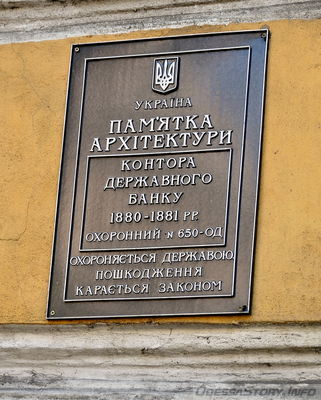 УКРАЇНА
ПАМ'ЯТКА
АРХІТЕКТУРИ
КОНТОРА
ДЕРЖАВНОГО
БАНКУ
1880-1881 Р.Р.
ОХОРОННИЙ № 650-ОД
ОХОРОНЯЄТЬСЯ ДЕРЖАВОЮ.
ПОШКОДЖЕННЯ
КАРАЄТЬСЯ ЗАКОНОМ
OdessaStory.Info